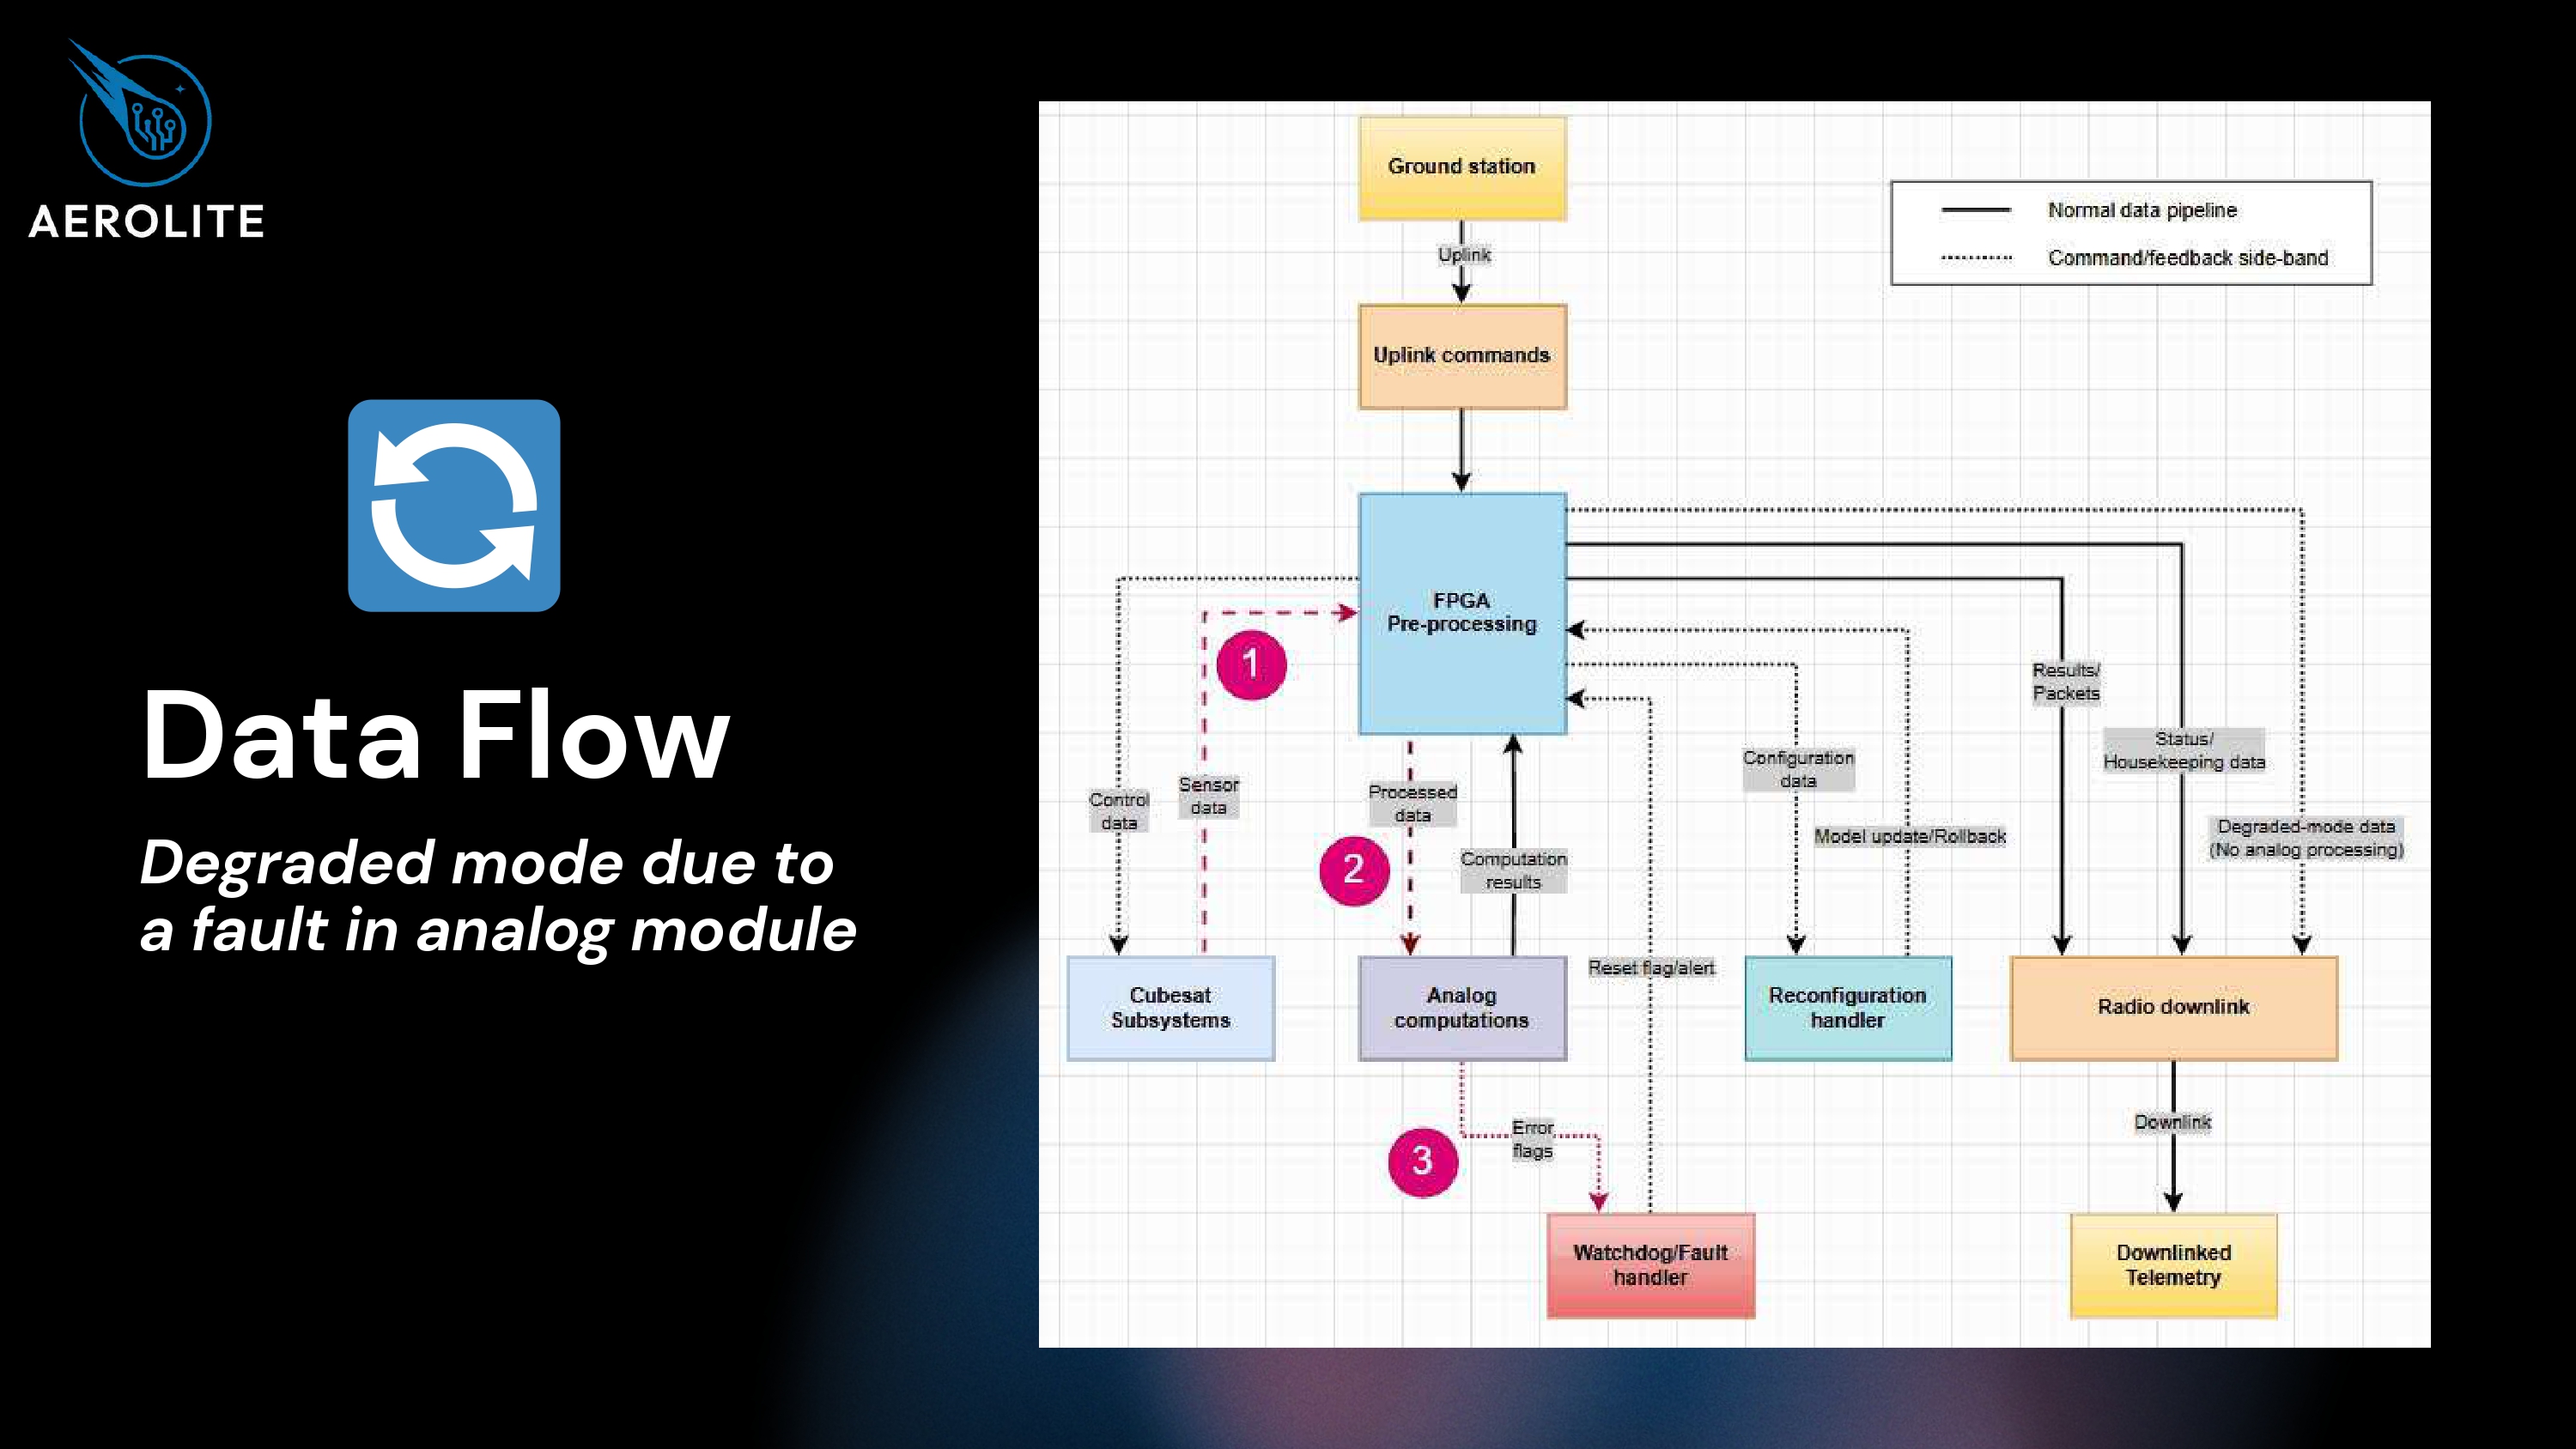 AEROLITE
Data Flow
Degraded mode due to
a fault in analog module
Ground station
Normal data pipeline
Command/feedback side-band
Uplink
Uplink commands
FPGA
Pre-processing
1
Results/
Packets
Status/
Housekeeping data
Configuration
data
Sensor
data
Control
data
Processed
data
Degraded-mode data
(No analog processing)
Model update/Rollback
2
Computation
results
Reset flag/alert
Cubesat
Subsystems
Analog
computations
Reconfiguration
handler
Radio downlink
Error
flags
3
Downlink
Watchdog/Fault
handler
Downlinked
Telemetry